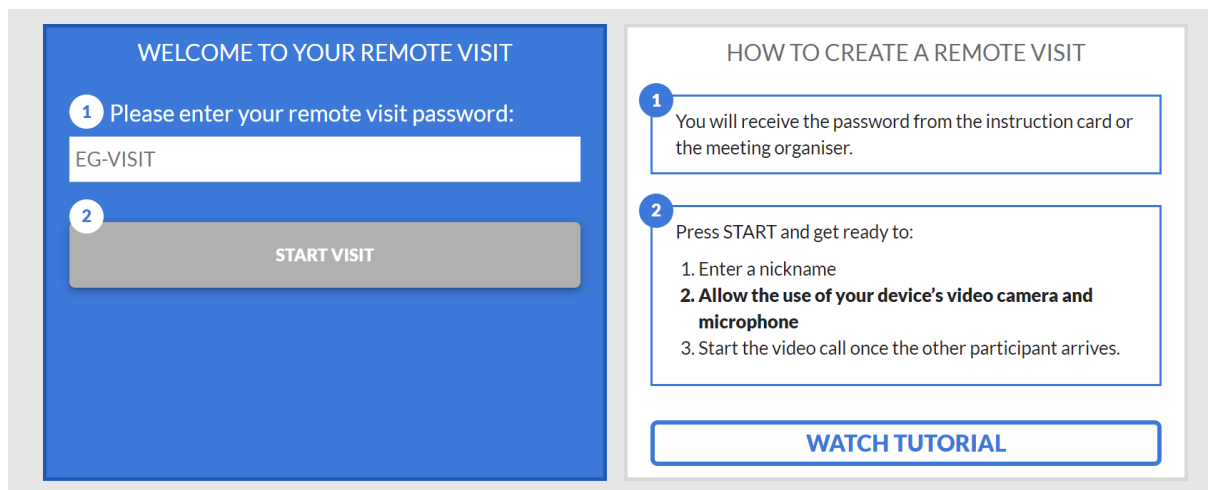 WELCOME TO YOUR REMOTE VISIT
1 Please enter your remote visit password:
EG-VISIT
2
START VISIT
HOW TO CREATE A REMOTE VISIT
1
You will receive the password from the instruction card or
the meeting organiser.
2
Press START and get ready to:
1. Enter a nickname
2. Allow the use of your device’s video camera and
microphone
3. Start the video call once the other participant arrives.
WATCH TUTORIAL